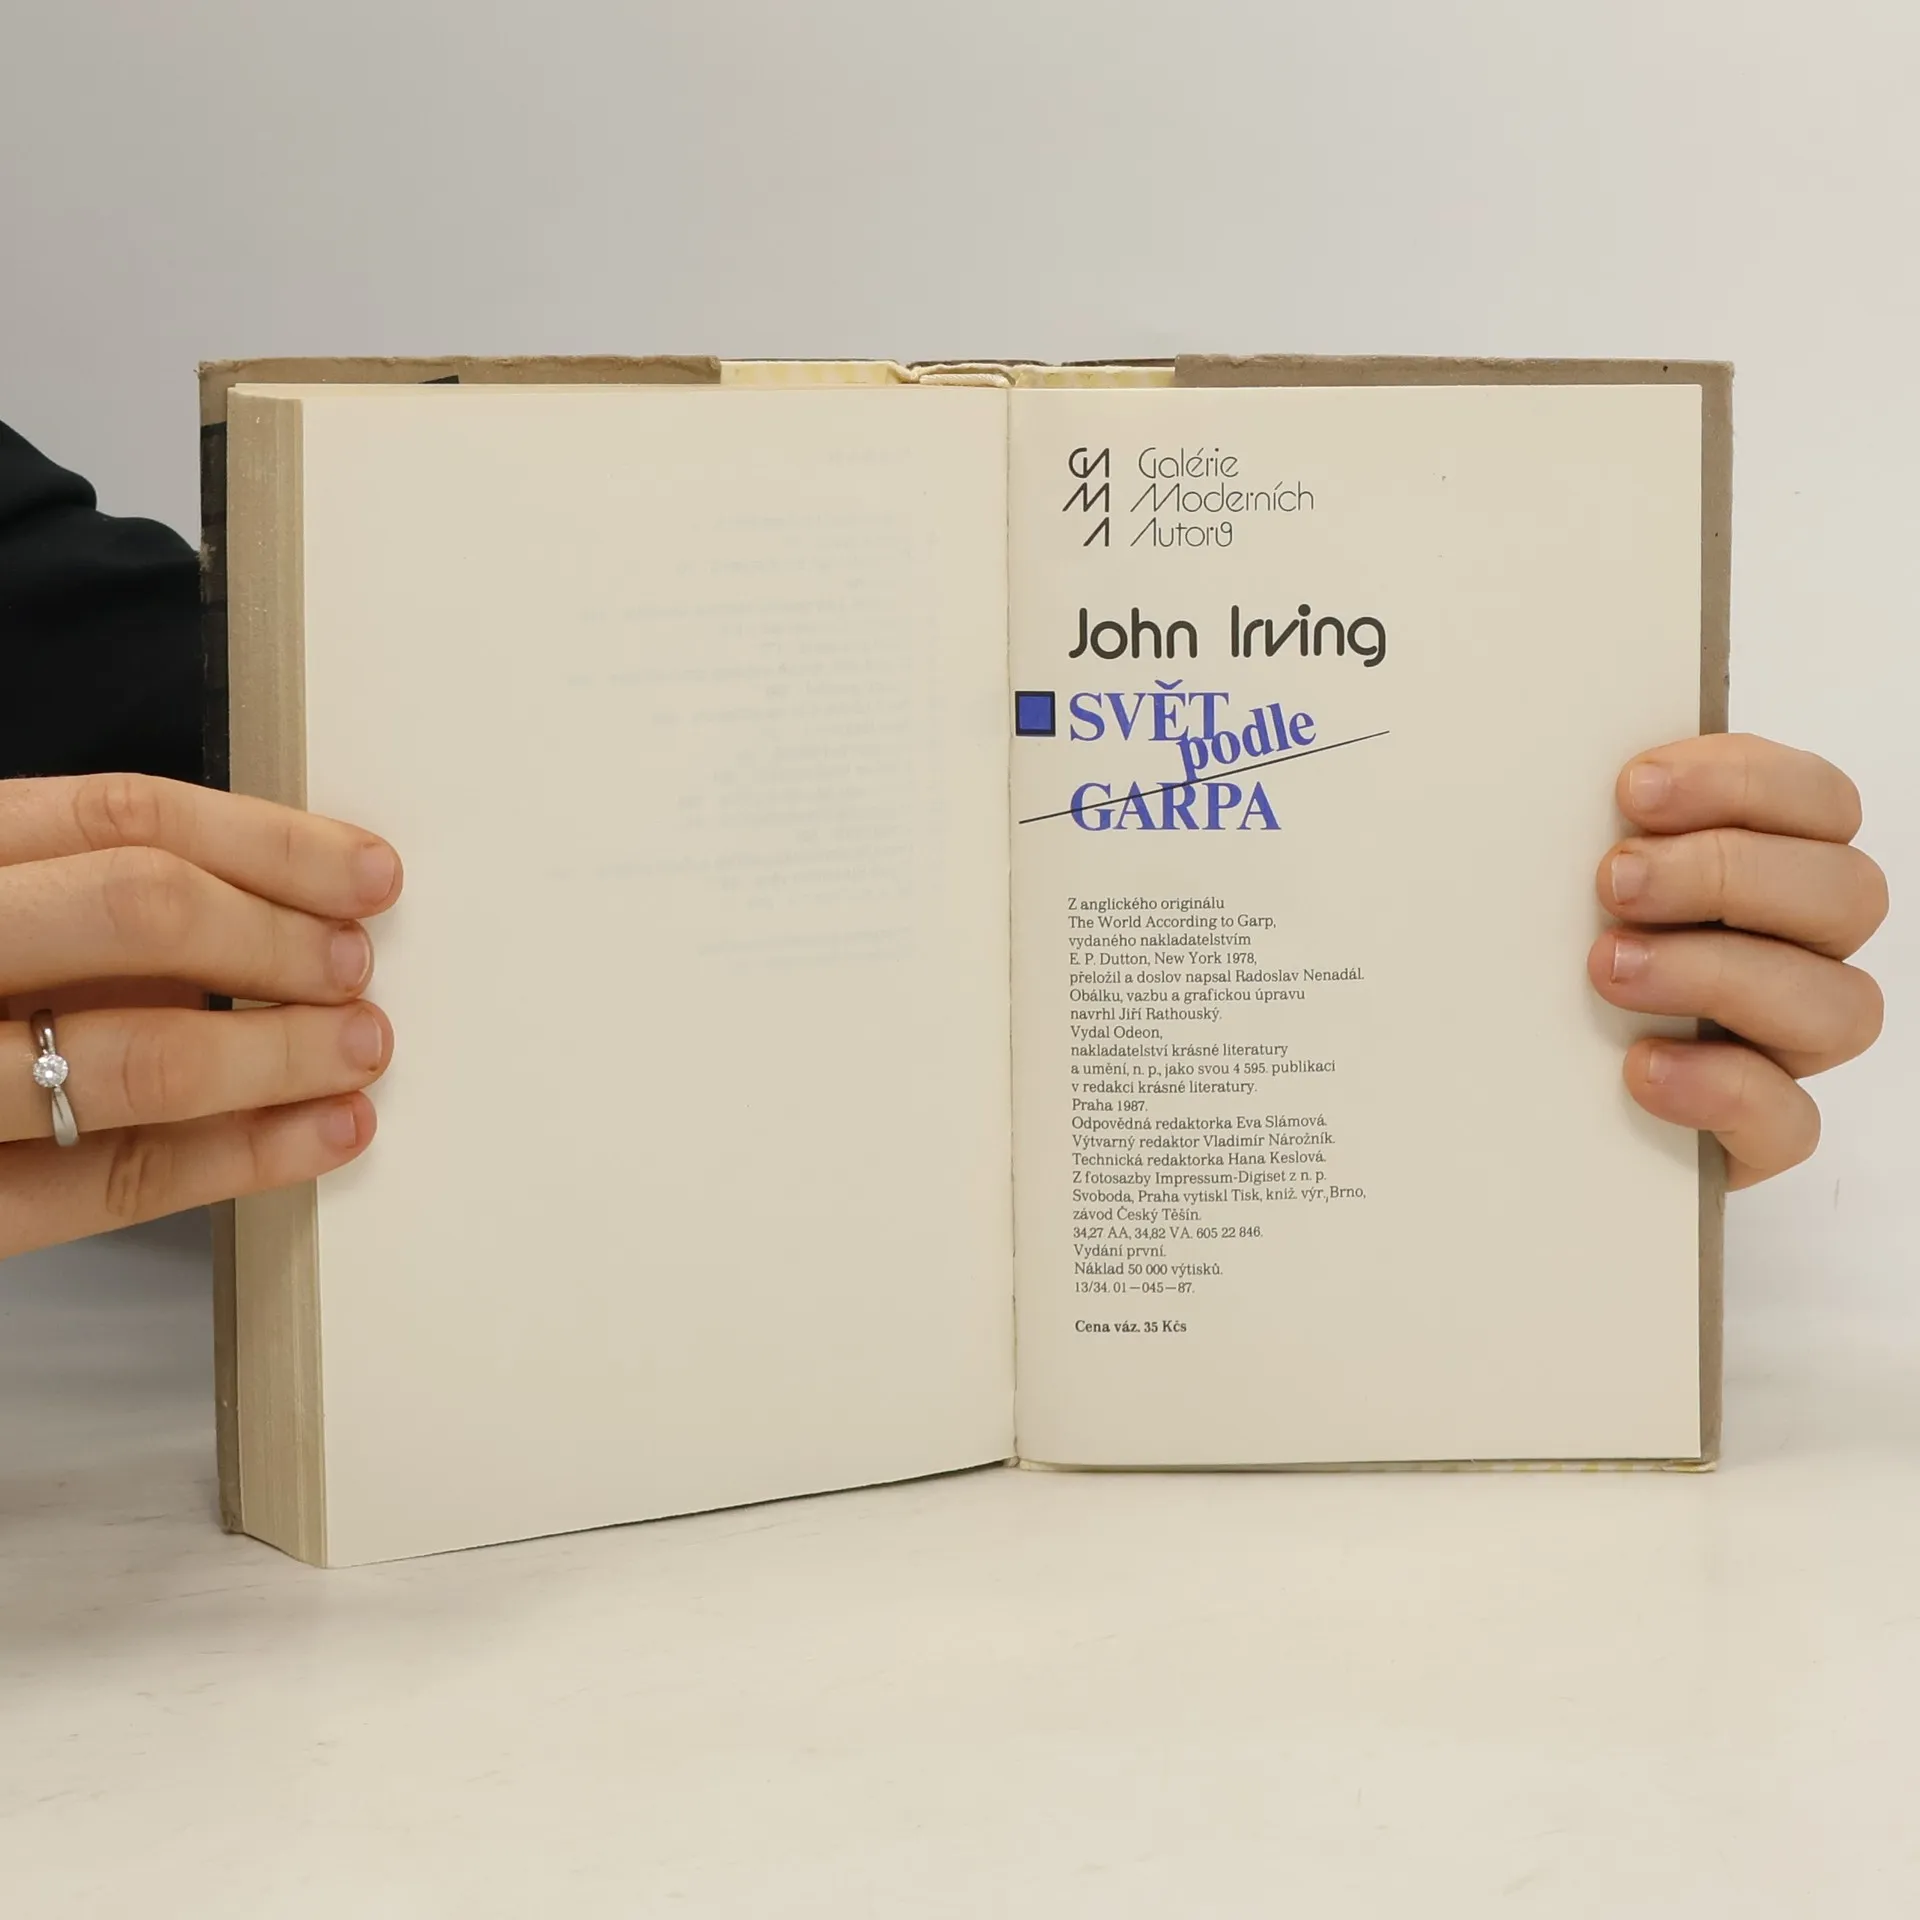 GMA Galérie
Moderních
Autorů
John Irving
SVĚT
podle
GARPA
Z anglického originálu
The World According to Garp,
vydaného nakladatelstvím
E. P. Dutton, New York 1978,
přeložil a doslov napsal Radoslav Nenadál.
Obálku, vazbu a grafickou úpravu
navrhl Jiří Rathouský.
Vydal Odeon,
nakladatelství krásné literatury
a umění, n. p., jako svou 4 595. publikaci
v redakci krásné literatury.
Praha 1987.
Odpovědná redaktorka Eva Slámová.
Výtvarný redaktor Vladimír Nárožník.
Technická redaktorka Hana Keslová.
Z fotosazby Impressum-Digiset z n. p.
Svoboda, Praha vytiskl Tisk, kniž. výr., Brno,
závod Český Těšín.
34,27 AA, 34,82 VA. 605 22 846.
Vydání první.
Náklad 50 000 výtisků.
13/34. 01—045—87.
Cena váz. 35 Kčs